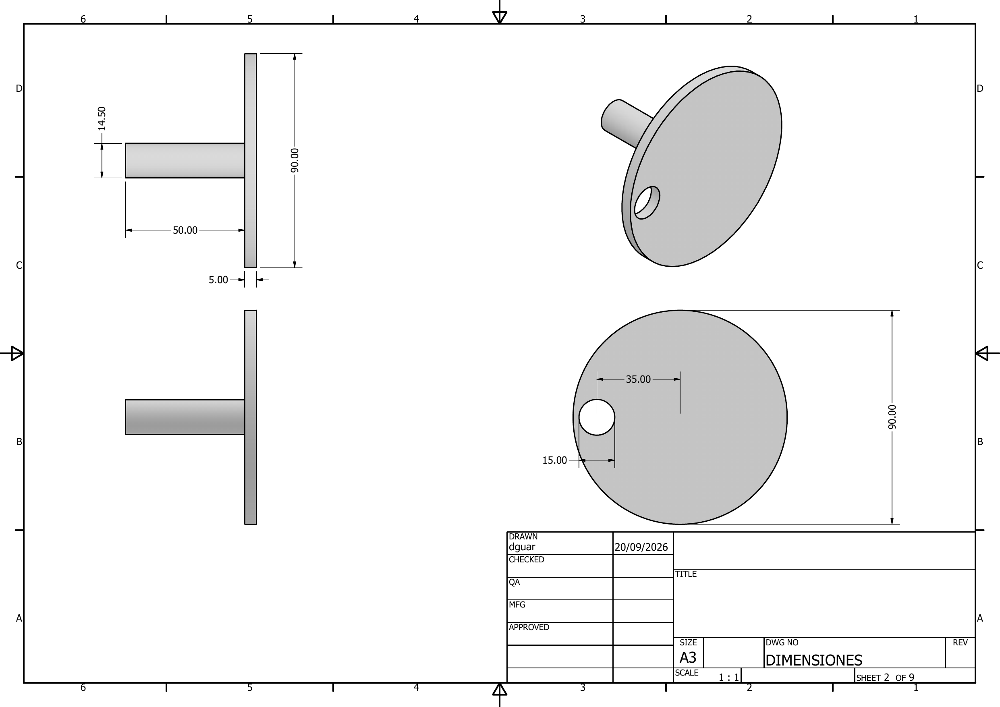 6 5 4 3 2 1
D D
14.50
90.00
50.00
C C
5.00
35.00
90.00
B B
15.00
DRAWN
dguar 20/09/2026
CHECKED
TITLE
QA
MFG
A A
APPROVED
SIZE DWG NO REV
A3 DIMENSIONES
SCALE
1 : 1 SHEET 2 OF 9
6 5 4 3 2 1